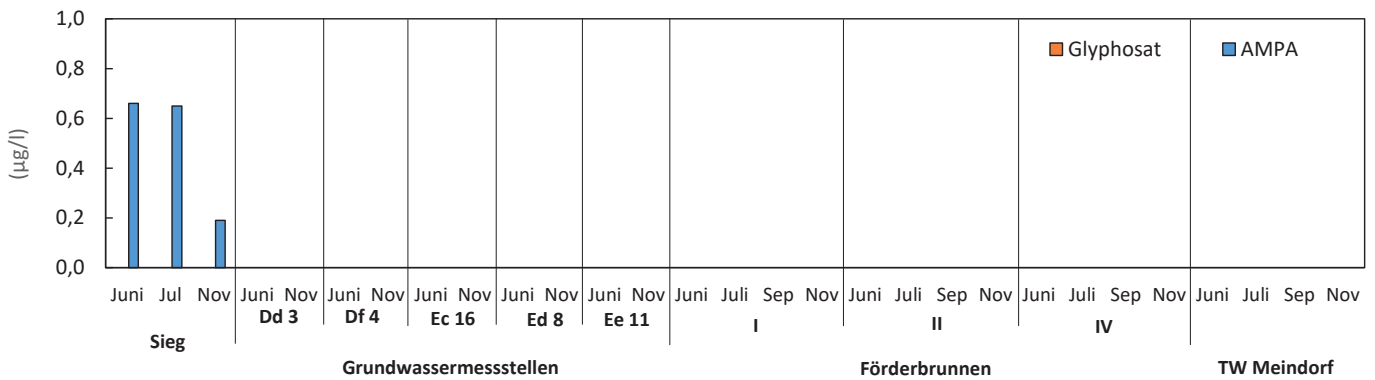 1,0
0,8
0,6
0,4
0,2
0,0
(µg/l)
Glyphosat AMPA
Juni Jul Nov Juni Nov Juni Nov Juni Nov Juni Nov Juni Nov Juni Juli Sep Nov Juni Juli Sep Nov Juni Juli Sep Nov Juni Juli Sep Nov
Dd 3 Df 4 Ec 16 Ed 8 Ee 11 I II IV
Sieg
Grundwassermessstellen Förderbrunnen TW Meindorf